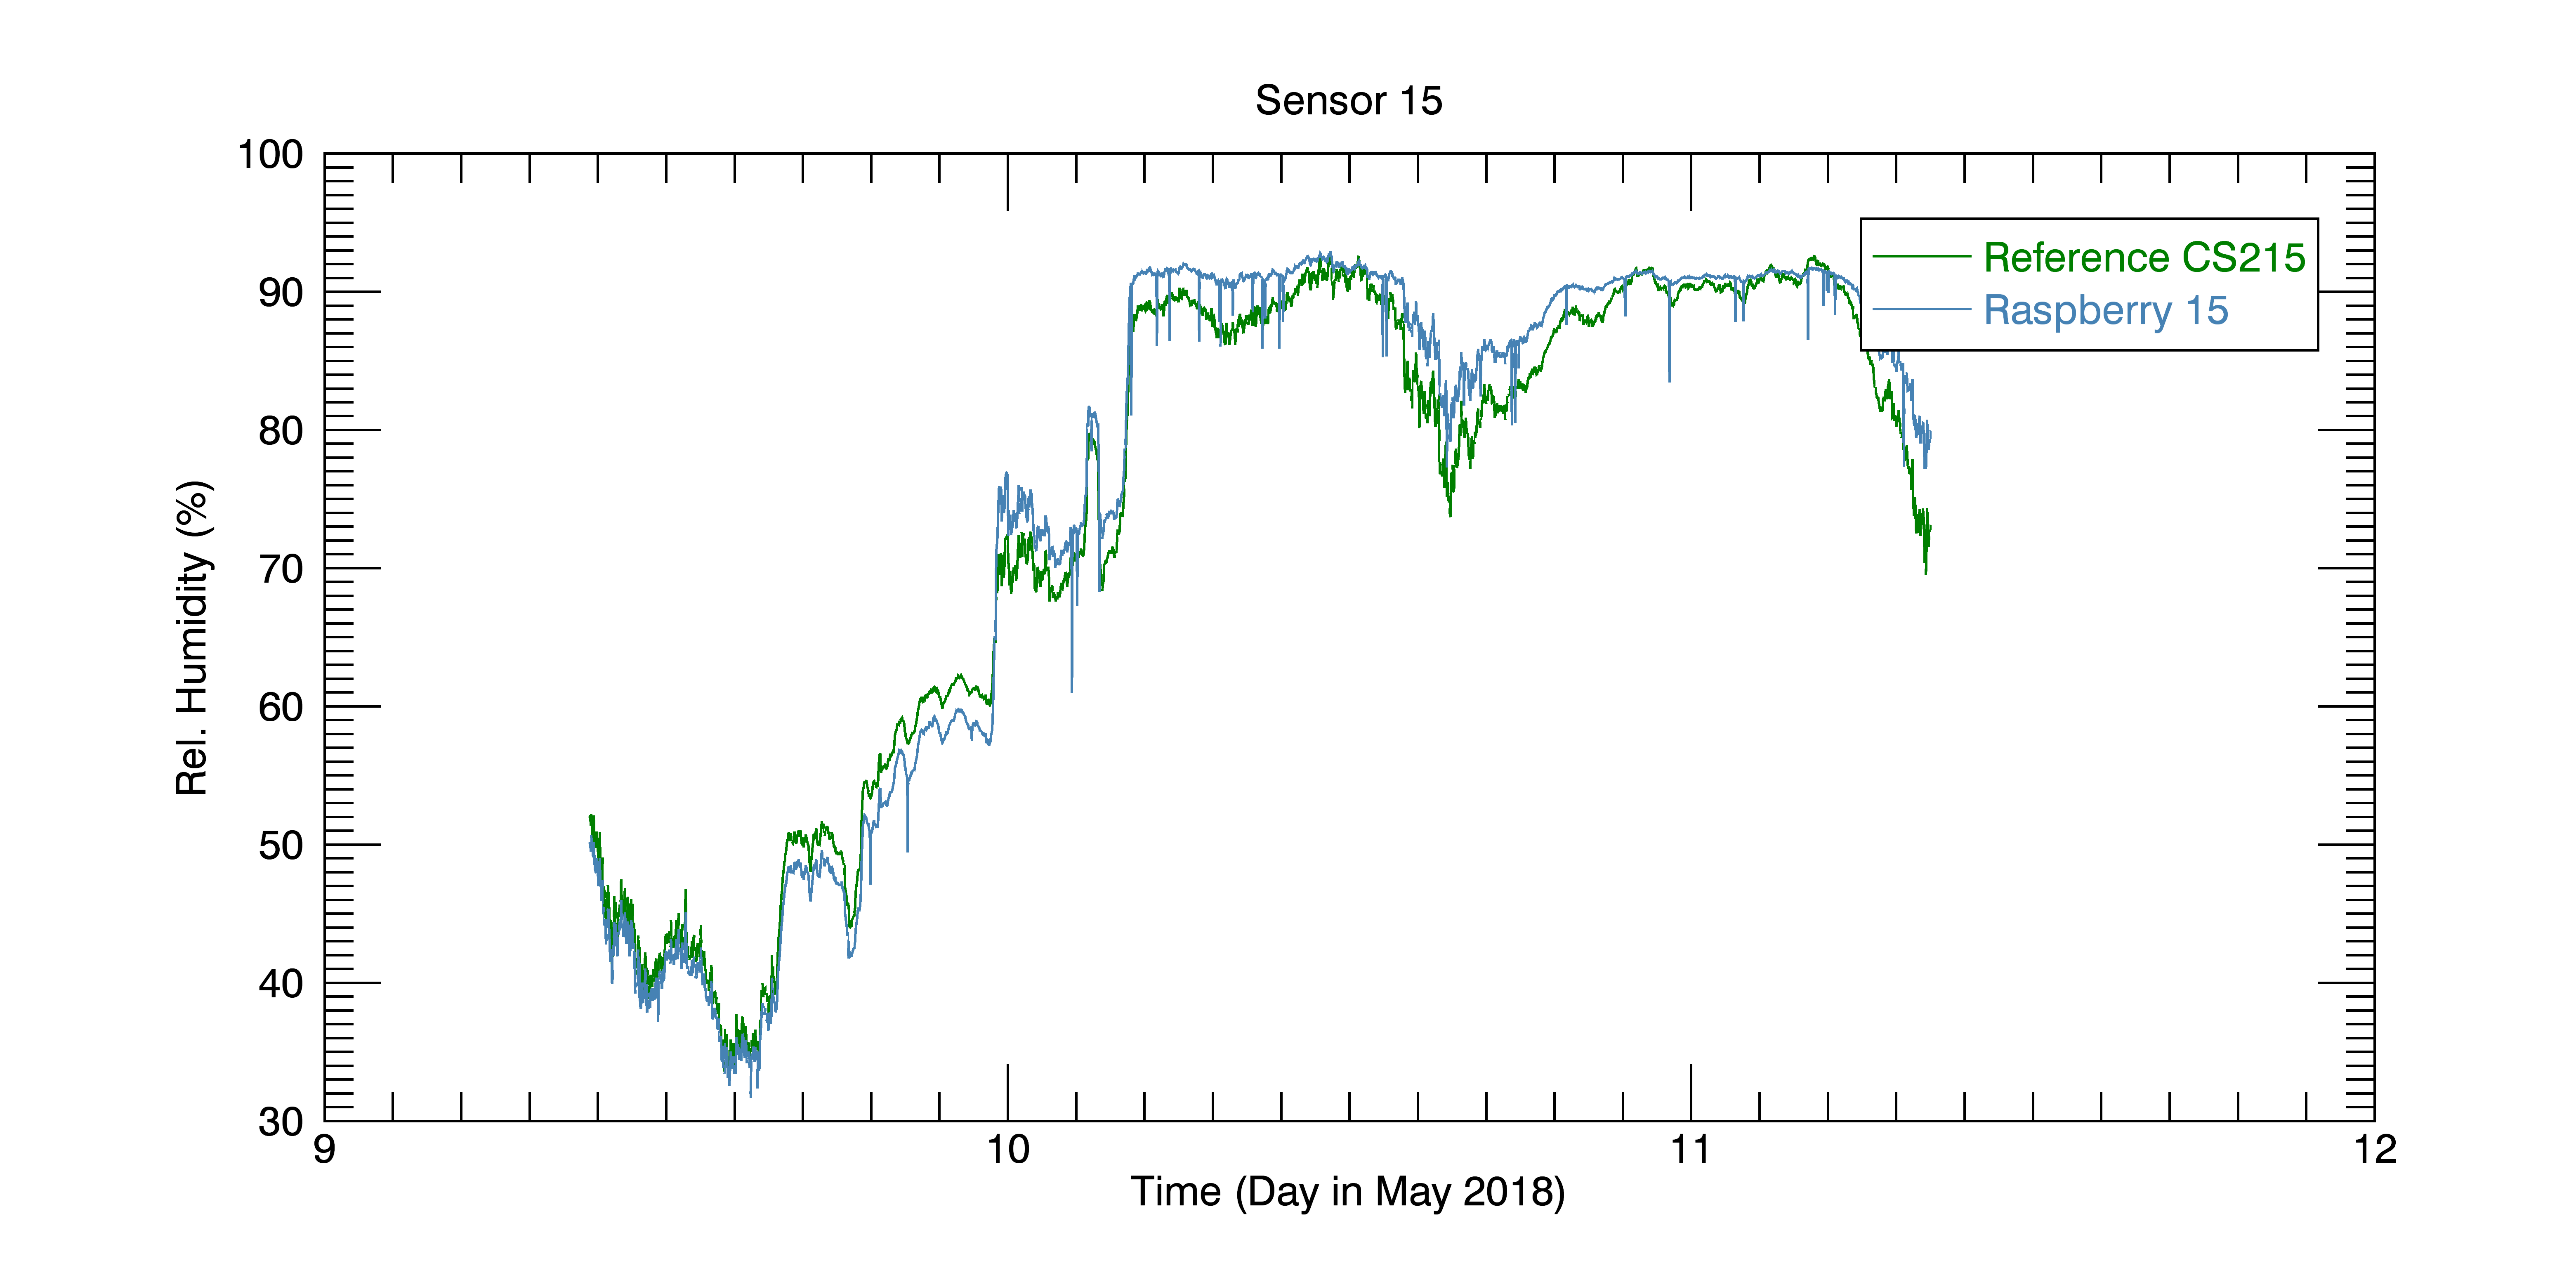 Sensor 15
100
90
80
70
60
50
40
30
Rel. Humidity (%)
Reference CS215
Raspberry 15
9
10
11
12
Time (Day in May 2018)